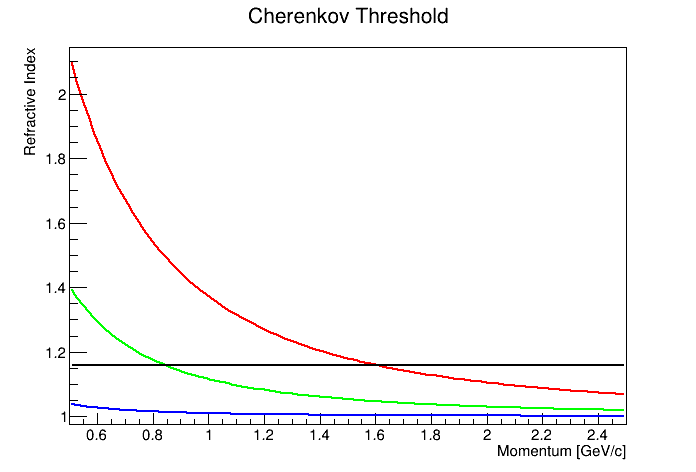 Cherenkov Threshold
Refractive Index
2
1.8
1.6
1.4
1.2
1
0.6 0.8 1 1.2 1.4 1.6 1.8 2 2.2 2.4
Momentum [GeV/c]